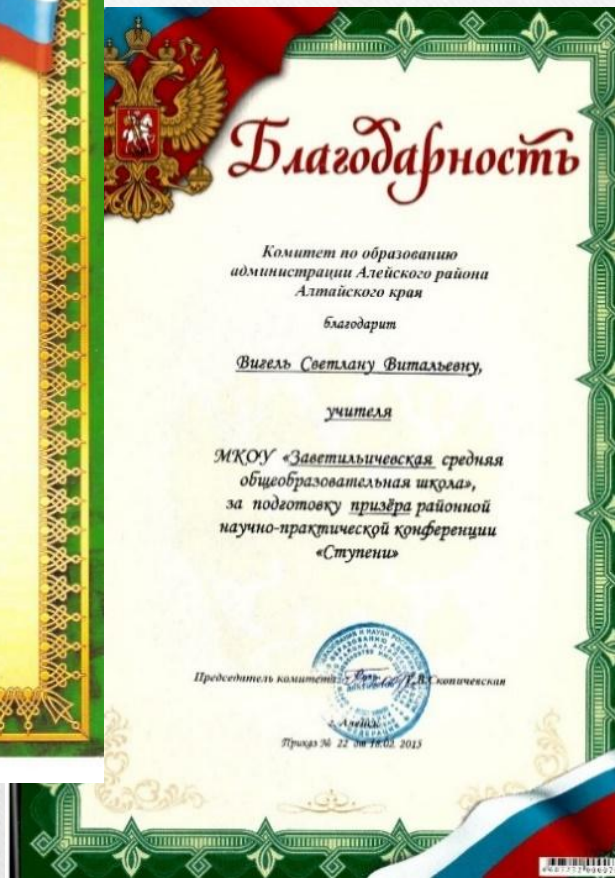 Благодарность
Комитет по образованию
администрации Алейского района
Алтайского края
благодарит
Вигель Светлану Витальевну,
учителя
МКОУ «Заветильичевская средняя
общеобразовательная школа»,
за подготовку призёра районной
научно-практической конференции
«Ступени»
Председатель комитета Скопичевская
г. Алейск
Приказ № 22 от 18.02. 2015